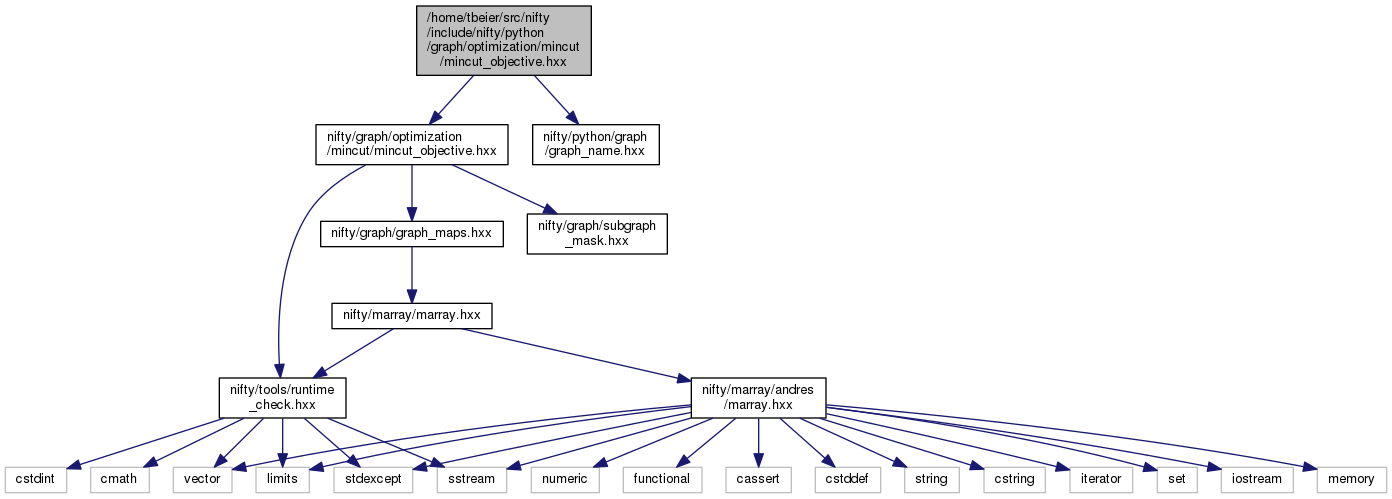 /home/tbeier/src/nifty
/include/nifty/python
/graph/optimization/mincut
/mincut_objective.hxx
nifty/graph/optimization
/mincut/mincut_objective.hxx
nifty/python/graph
/graph_name.hxx
nifty/graph/graph_maps.hxx
nifty/graph/subgraph
_mask.hxx
nifty/marray/marray.hxx
nifty/tools/runtime
_check.hxx
nifty/marray/andres
/marray.hxx
cstdint
cmath
vector
limits
stdexcept
sstream
numeric
functional
cassert
cstddef
string
cstring
iterator
set
iostream
memory